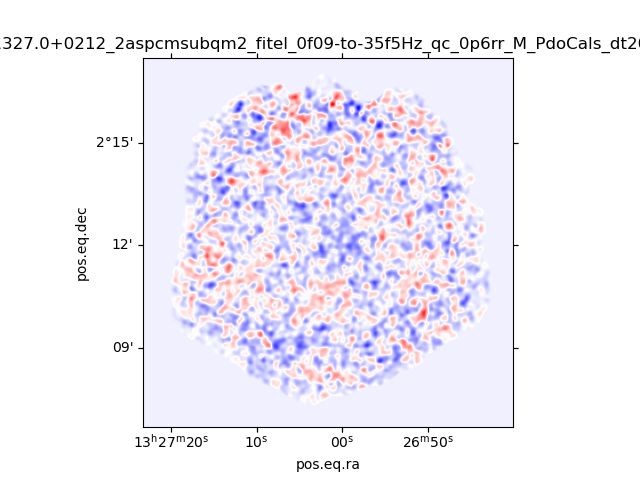 1327.0+0212_2aspcmsubqm2_fitel_0f09-to-35f5Hz_qc_0p6rr_M_PdoCals_dt20
2°15'
12'
09'
pos.eq.dec
13ʰ27ᵐ20ˢ 10ˢ 00ˢ 26ᵐ50ˢ
pos.eq.ra